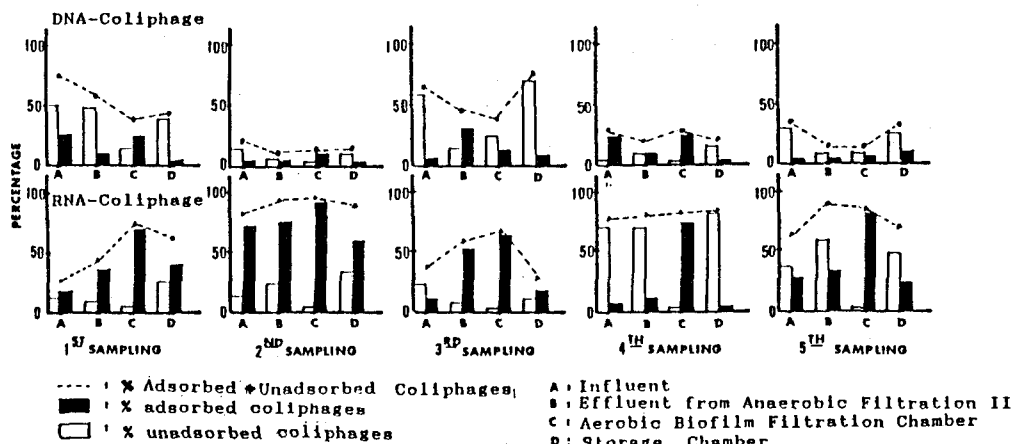 DNA-Coliphage
100 100 100 100 100
50 50 50 50 50
0 0 0 0 0
A B C D A B C D A B C D A B C D A B C D
PERCENTAGE
RNA-Coliphage
100 100 100 100 100
50 50 50 50 50
0 0 0 0 0
A B C D A B C D A B C D A B C D A B C D
1ST SAMPLING 2ND SAMPLING 3RD SAMPLING 4TH SAMPLING 5TH SAMPLING
% Adsorbed + Unadsorbed Coliphages
% adsorbed coliphages
% unadsorbed coliphages
A : Influent
B : Effluent from Anaerobic Filtration II
C : Aerobic Biofilm Filtration Chamber
D : Storage Chamber